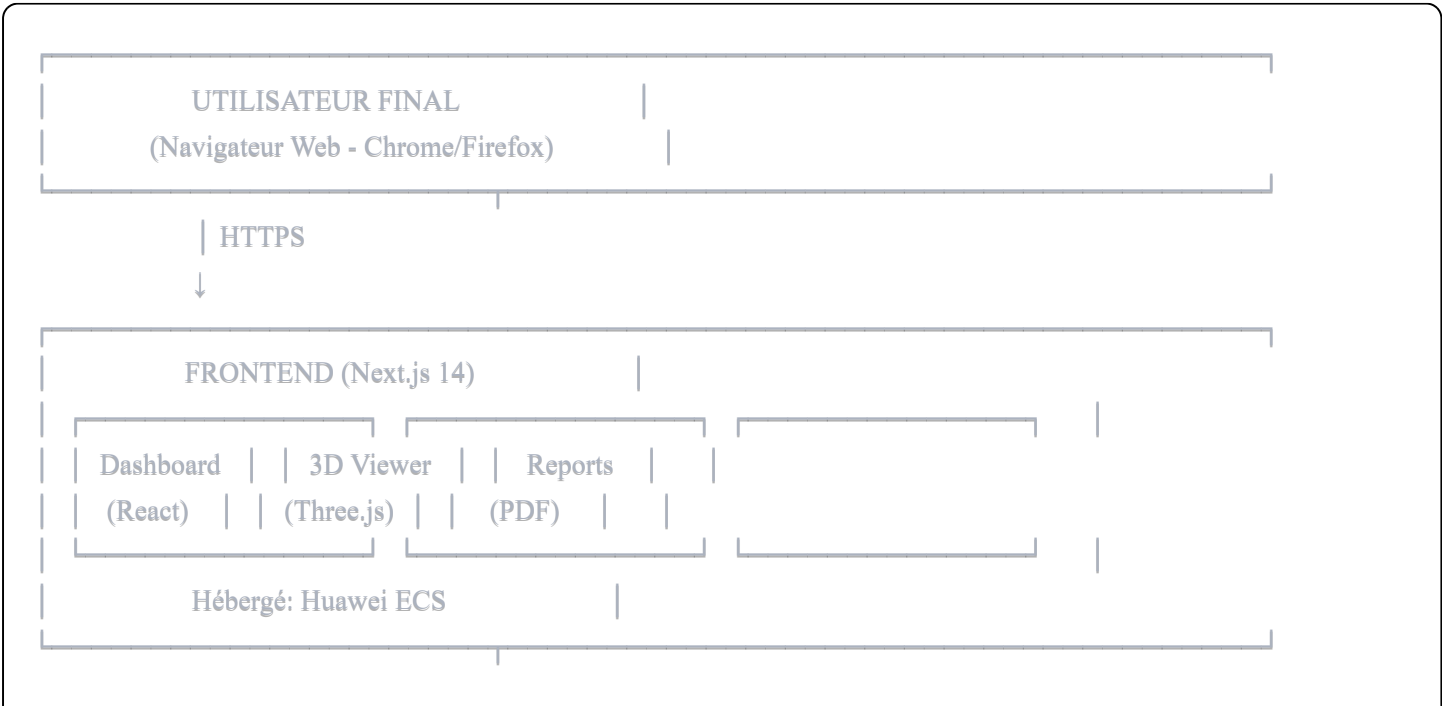 UTILISATEUR FINAL
(Navigateur Web - Chrome/Firefox)
HTTPS
↓
FRONTEND (Next.js 14)
Dashboard 3D Viewer Reports
(React) (Three.js) (PDF)
Hébergé: Huawei ECS